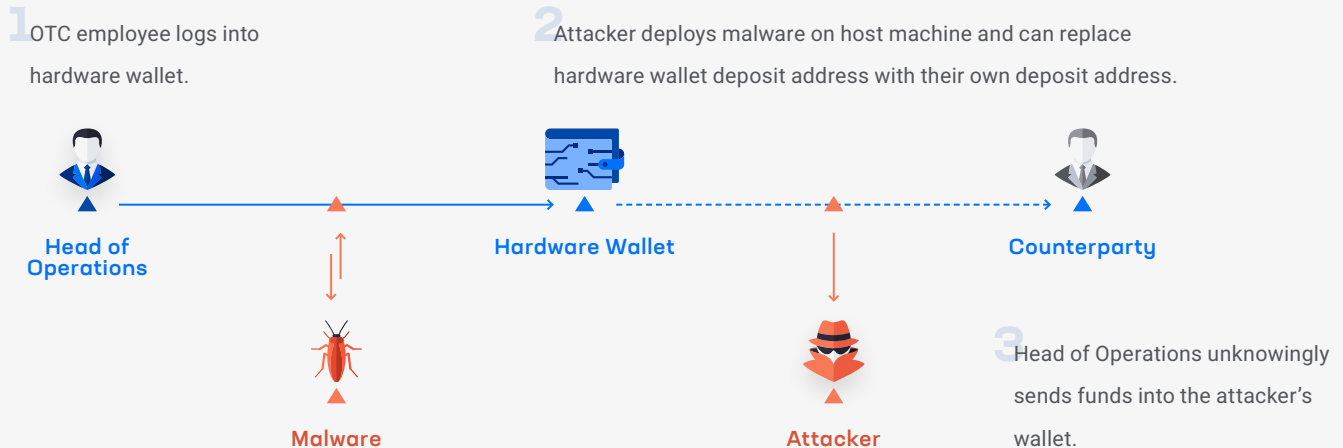 1
OTC employee logs into
hardware wallet.
2
Attacker deploys malware on host machine and can replace
hardware wallet deposit address with their own deposit address.
Head of
Operations
Hardware Wallet
Counterparty
3
Head of Operations unknowingly
sends funds into the attacker’s
wallet.
Malware
Attacker